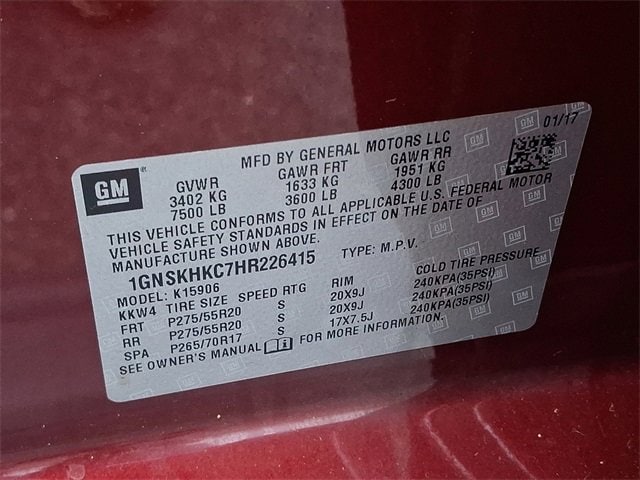 GM
MFD BY GENERAL MOTORS LLC 01/17
GVWR GAWR FRT GAWR RR
3402 KG 1633 KG 1951 KG
7500 LB 3600 LB 4300 LB
THIS VEHICLE CONFORMS TO ALL APPLICABLE U.S. FEDERAL MOTOR
VEHICLE SAFETY STANDARDS IN EFFECT ON THE DATE OF
MANUFACTURE SHOWN ABOVE.
1GNSKHKC7HR226415 TYPE: M.P.V.
MODEL: K15906
KKW4 TIRE SIZE SPEED RTG RIM COLD TIRE PRESSURE
FRT P275/55R20 S 20X9J 240KPA(35PSI)
RR P275/55R20 S 20X9J 240KPA(35PSI)
SPA P265/70R17 S 17X7.5J 240KPA(35PSI)
SEE OWNER'S MANUAL FOR MORE INFORMATION.